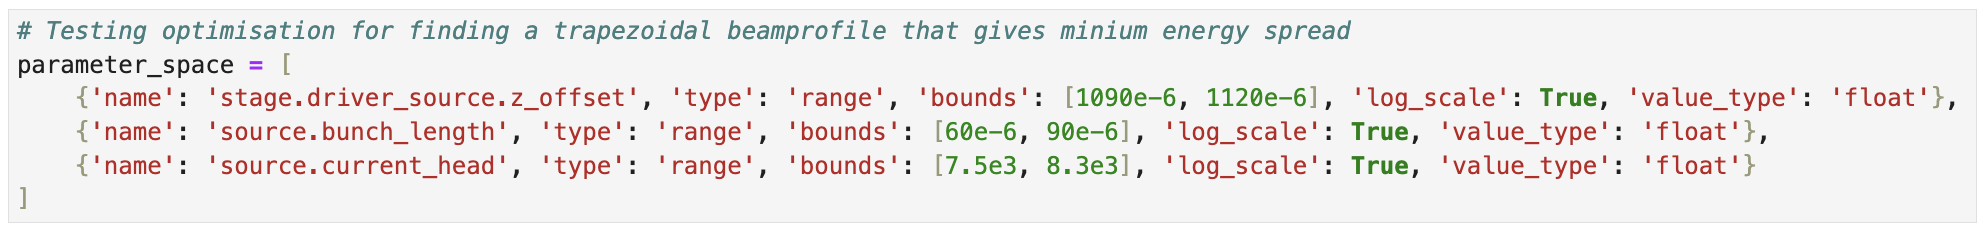 # Testing optimisation for finding a trapezoidal beamprofile that gives minium energy spread
parameter_space = [
    {'name': 'stage.driver_source.z_offset', 'type': 'range', 'bounds': [1090e-6, 1120e-6], 'log_scale': True, 'value_type': 'float'},
    {'name': 'source.bunch_length', 'type': 'range', 'bounds': [60e-6, 90e-6], 'log_scale': True, 'value_type': 'float'},
    {'name': 'source.current_head', 'type': 'range', 'bounds': [7.5e3, 8.3e3], 'log_scale': True, 'value_type': 'float'}
]